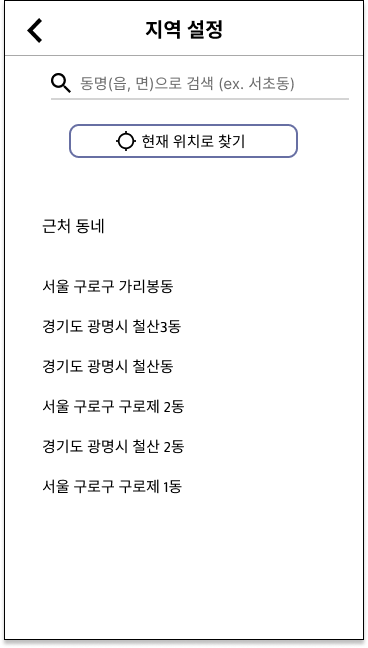 지역 설정
동명(읍, 면)으로 검색 (ex. 서초동)
현재 위치로 찾기
근처 동네
서울 구로구 가리봉동
경기도 광명시 철산3동
경기도 광명시 철산동
서울 구로구 구로제 2동
경기도 광명시 철산 2동
서울 구로구 구로제 1동